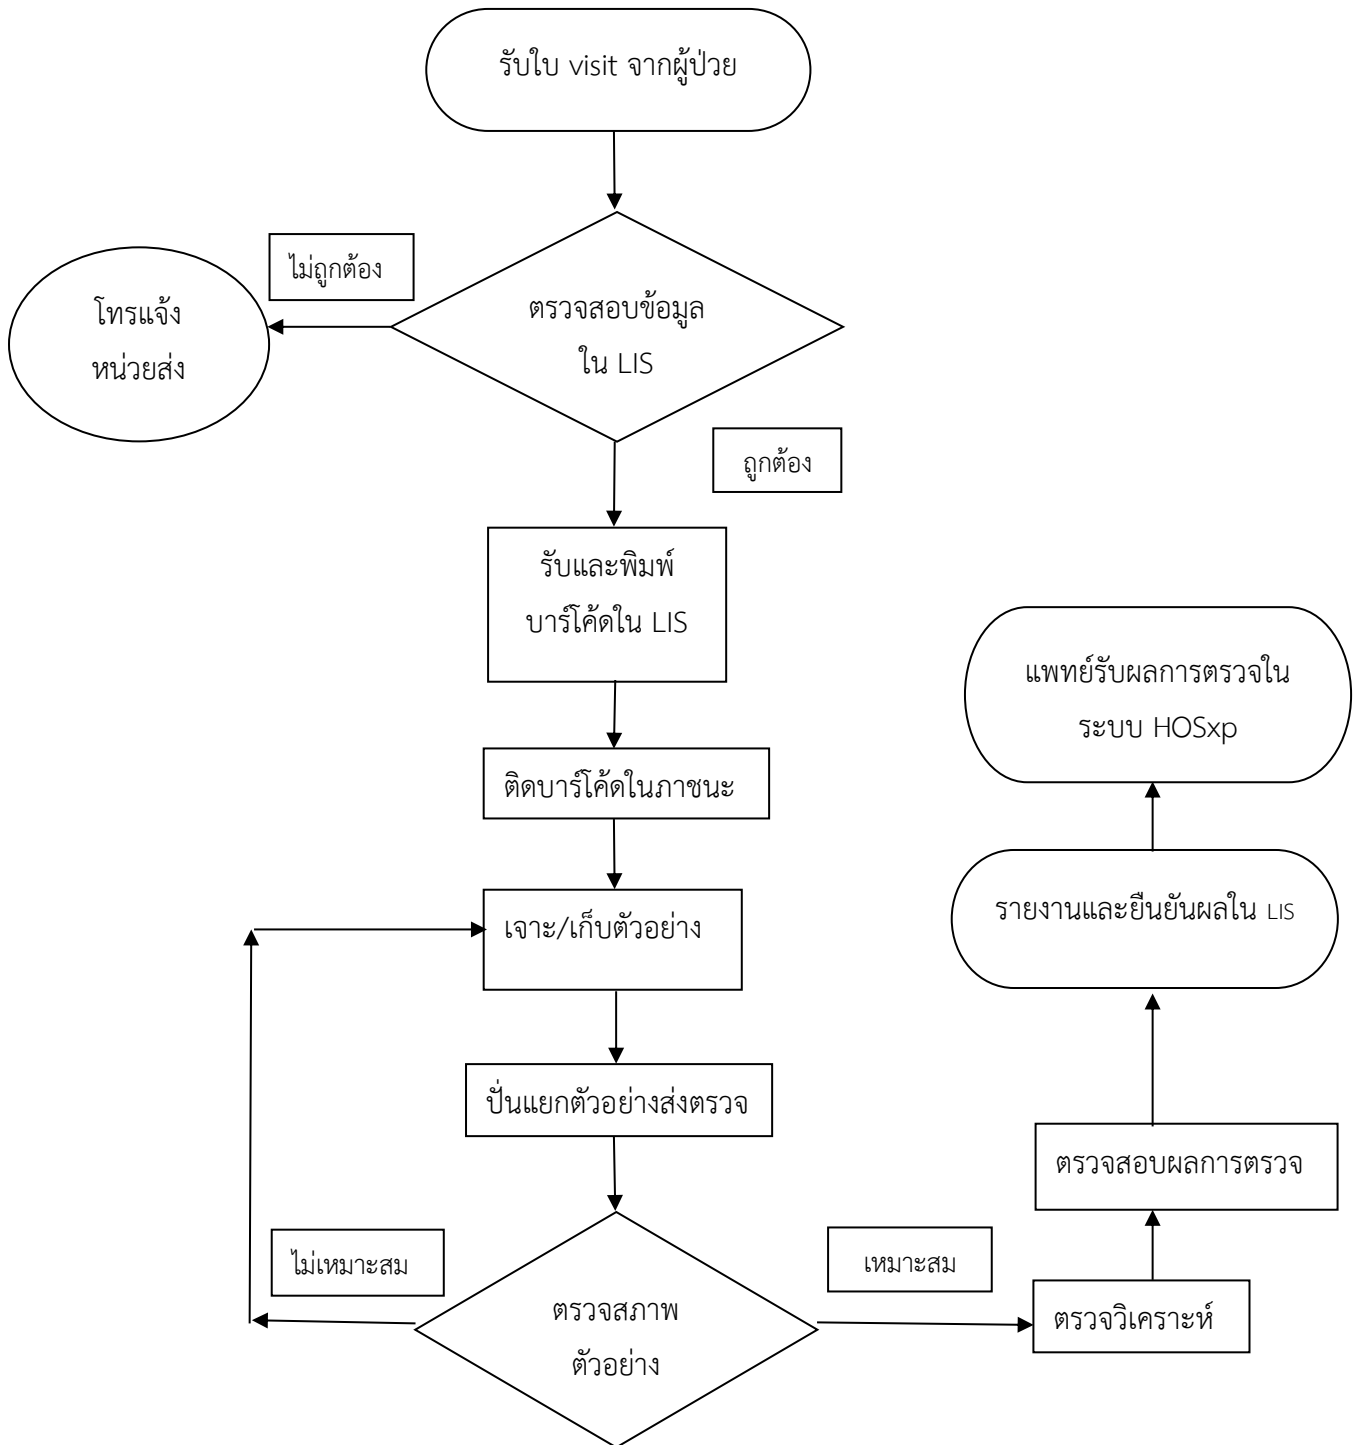 รับใบ visit จากผู้ป่วย
ไม่ถูกต้อง
โทรแจ้ง
หน่วยส่ง
ตรวจสอบข้อมูล
ใน LIS
ถูกต้อง
รับและพิมพ์
บาร์โค้ดใน LIS
ติดบาร์โค้ดในภาชนะ
เจาะ/เก็บตัวอย่าง
ปั่นแยกตัวอย่างส่งตรวจ
ไม่เหมาะสม
ตรวจสภาพ
ตัวอย่าง
เหมาะสม
ตรวจวิเคราะห์
ตรวจสอบผลการตรวจ
รายงานและยืนยันผลใน LIS
แพทย์รับผลการตรวจใน
ระบบ HOSxp